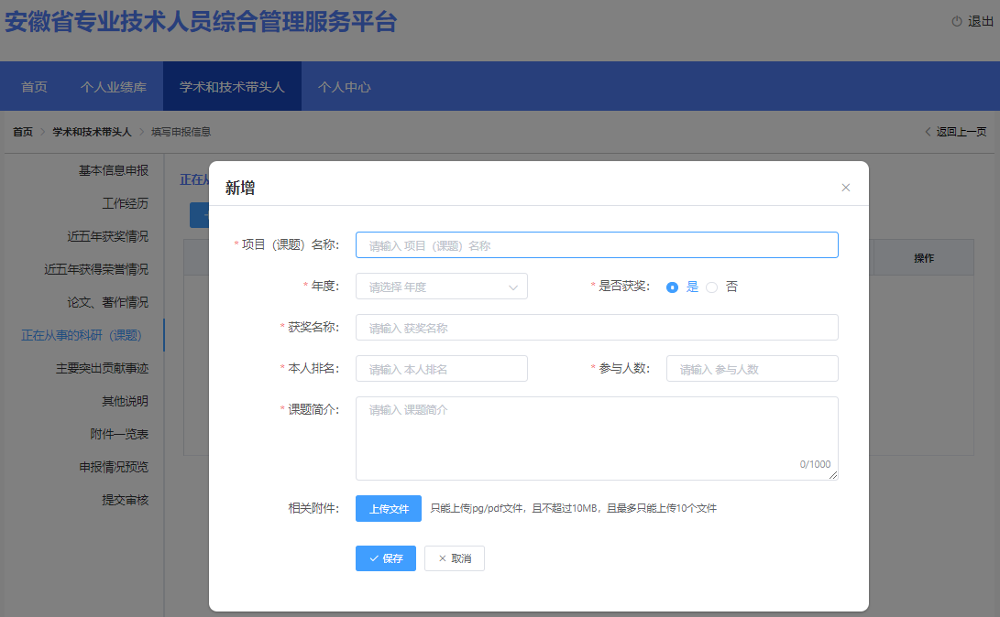 安徽省专业技术人员综合管理服务平台
退出
首页 个人业绩库 学术和技术带头人 个人中心
首页 > 学术和技术带头人 > 填写申报信息
返回上一页
基本信息申报
工作经历
近五年获奖情况
近五年获得荣誉情况
论文、著作情况
正在从事的科研（课题）
主要突出贡献事迹
其他说明
附件一览表
申报情况预览
提交审核
正在从
操作
新增
* 项目（课题）名称： 请输入 项目（课题）名称
* 年度： 请选择 年度 * 是否获奖： 是 否
* 获奖名称： 请输入 获奖名称
* 本人排名： 请输入 本人排名 * 参与人数： 请输入 参与人数
* 课题简介： 请输入 课题简介
0/1000
相关附件： 上传文件 只能上传jpg/pdf文件，且不超过10MB，且最多只能上传10个文件
保存 取消